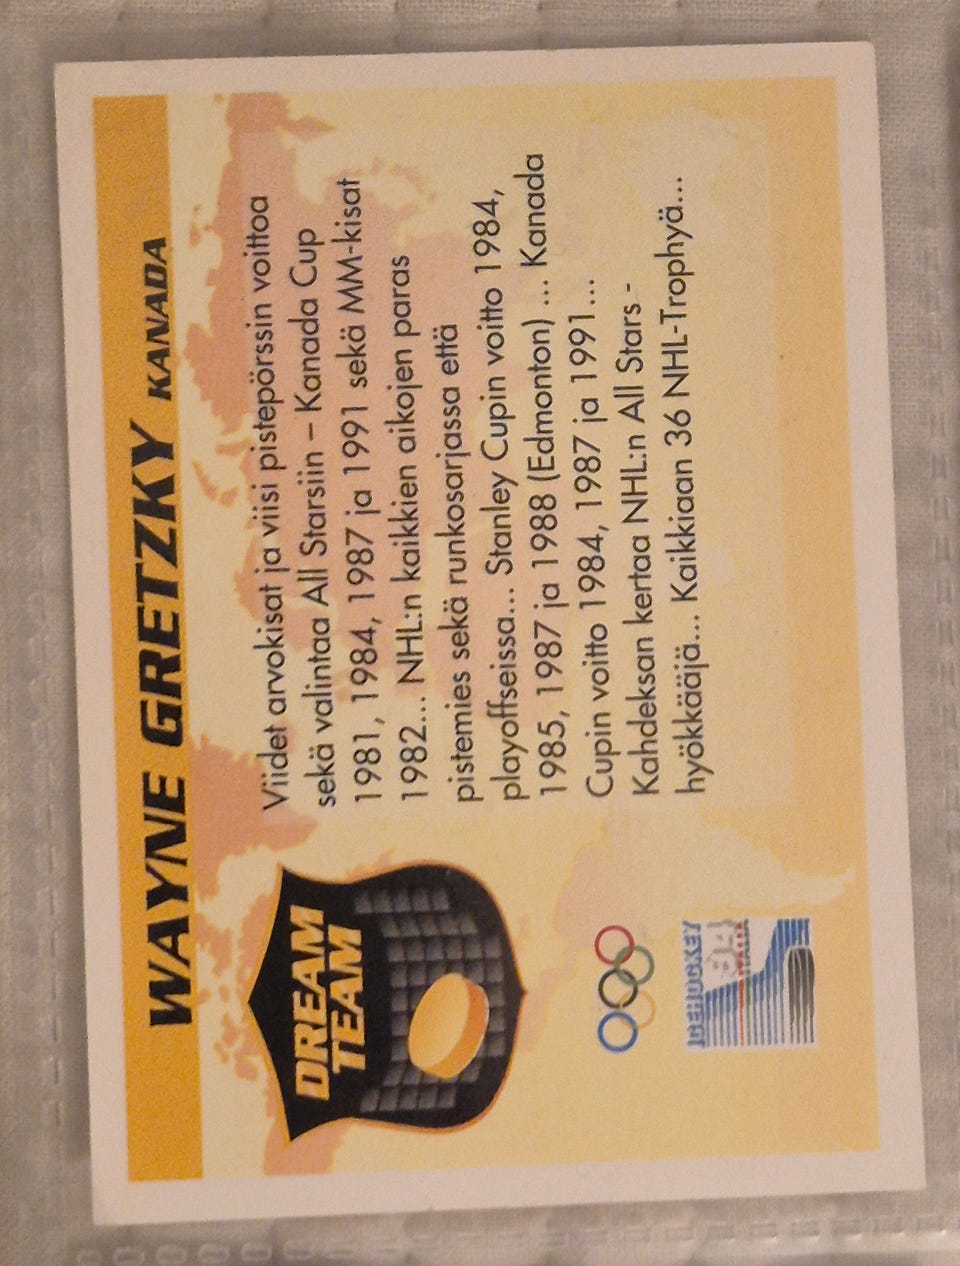 WAYNE GRETZKY KANADA
Viidet arvokisat ja viisi pistepörssin voittoa
sekä valintaa All Starsiin – Kanada Cup
1981, 1984, 1987 ja 1991 sekä MM-kisat
1982... NHL:n kaikkien aikojen paras
pistemies sekä runkosarjassa että
playoffseissa... Stanley Cupin voitto 1984,
1985, 1987 ja 1988 (Edmonton) ... Kanada
Cupin voitto 1984, 1987 ja 1991...
Kahdeksan kertaa NHL:n All Stars -
hyökkääjä... Kaikkiaan 36 NHL-Trophyä...
DREAM
TEAM
ICEHOCKEY
94
ITALIA